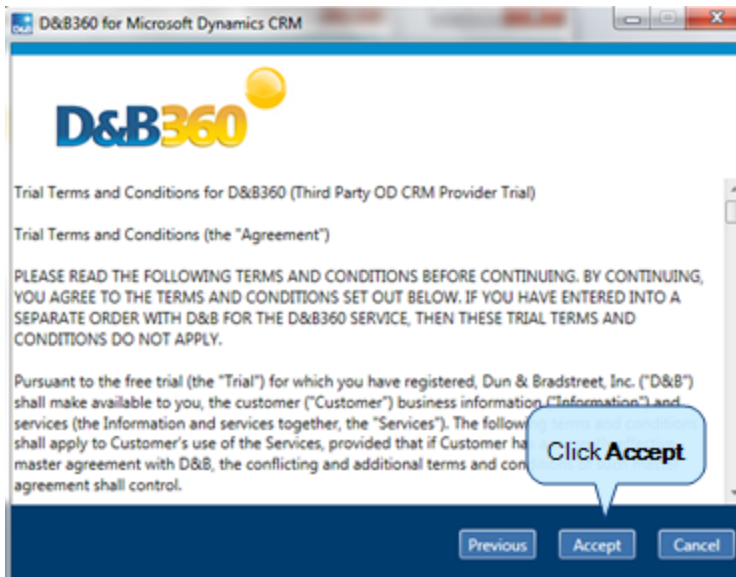 D&B360 for Microsoft Dynamics CRM
D&B360
Trial Terms and Conditions for D&B360 (Third Party OD CRM Provider Trial)
Trial Terms and Conditions (the "Agreement")
PLEASE READ THE FOLLOWING TERMS AND CONDITIONS BEFORE CONTINUING. BY CONTINUING,
YOU AGREE TO THE TERMS AND CONDITIONS SET OUT BELOW. IF YOU HAVE ENTERED INTO A
SEPARATE ORDER WITH D&B FOR THE D&B360 SERVICE, THEN THESE TRIAL TERMS AND
CONDITIONS DO NOT APPLY.
Pursuant to the free trial (the "Trial") for which you have registered, Dun & Bradstreet, Inc. ("D&B")
shall make available to you, the customer ("Customer") business information ("Information") and
services (the Information and services together, the "Services"). The following terms and conditions
shall apply to Customer's use of the Services, provided that if Customer has
master agreement with D&B, the conflicting and additional terms and
agreement shall control.
Click Accept
Previous
Accept
Cancel